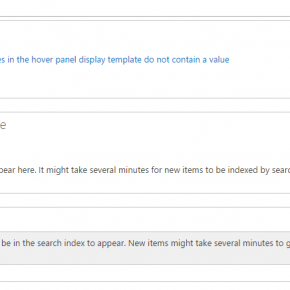 s in the hover panel display template do not contain a value
e
pear here. It might take several minutes for new items to be indexed by sear
be in the search index to appear. New items might take several minutes to g